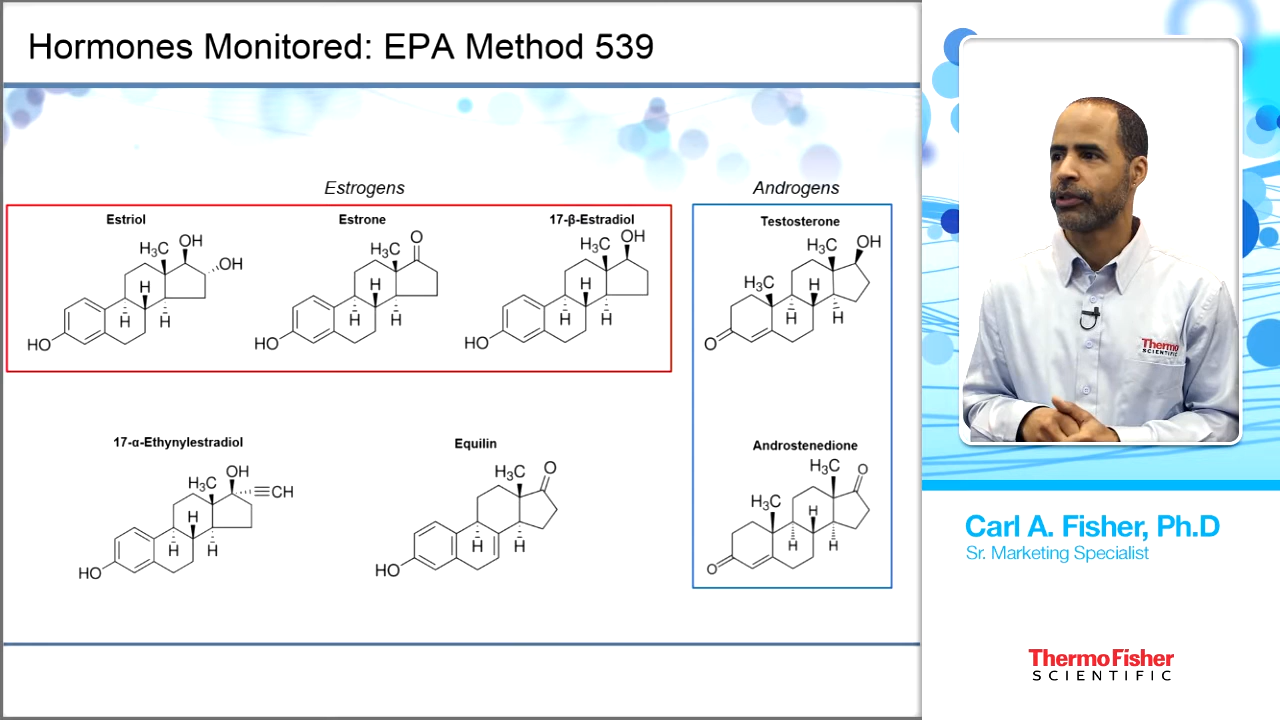 Hormones Monitored: EPA Method 539
Estrogens
Androgens
Estriol
Estrone
17-β-Estradiol
Testosterone
H₃C OH
OH
H
H H
HO
H₃C O
H
H H
HO
H₃C OH
H
H H
HO
H₃C OH
H₃C
H
H H
O
17-α-Ethynylestradiol
Equilin
Androstenedione
OH
H₃C
≡CH
H
H H
HO
H₃C O
H H
HO
H₃C O
H₃C
H
H H
O
Thermo
SCIENTIFIC
Carl A. Fisher, Ph.D
Sr. Marketing Specialist
ThermoFisher
SCIENTIFIC